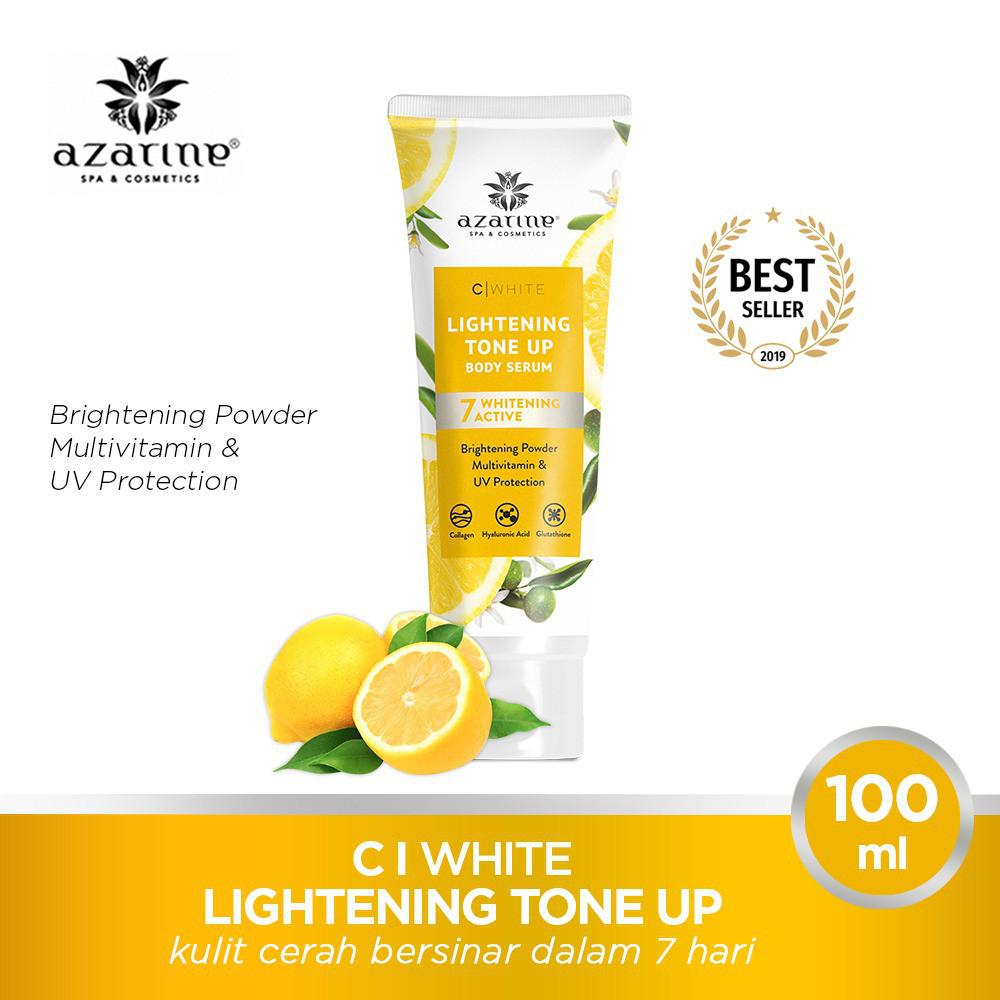 azarine®
SPA & COSMETICS
azarine®
SPA & COSMETICS
C|WHITE
LIGHTENING
TONE UP
BODY SERUM
7 WHITENING
ACTIVE
Brightening Powder
Multivitamin &
UV Protection
Collagen Hyaluronic Acid Glutathione
BEST
SELLER
2019
Brightening Powder
Multivitamin &
UV Protection
100
ml
C I WHITE
LIGHTENING TONE UP
kulit cerah bersinar dalam 7 hari